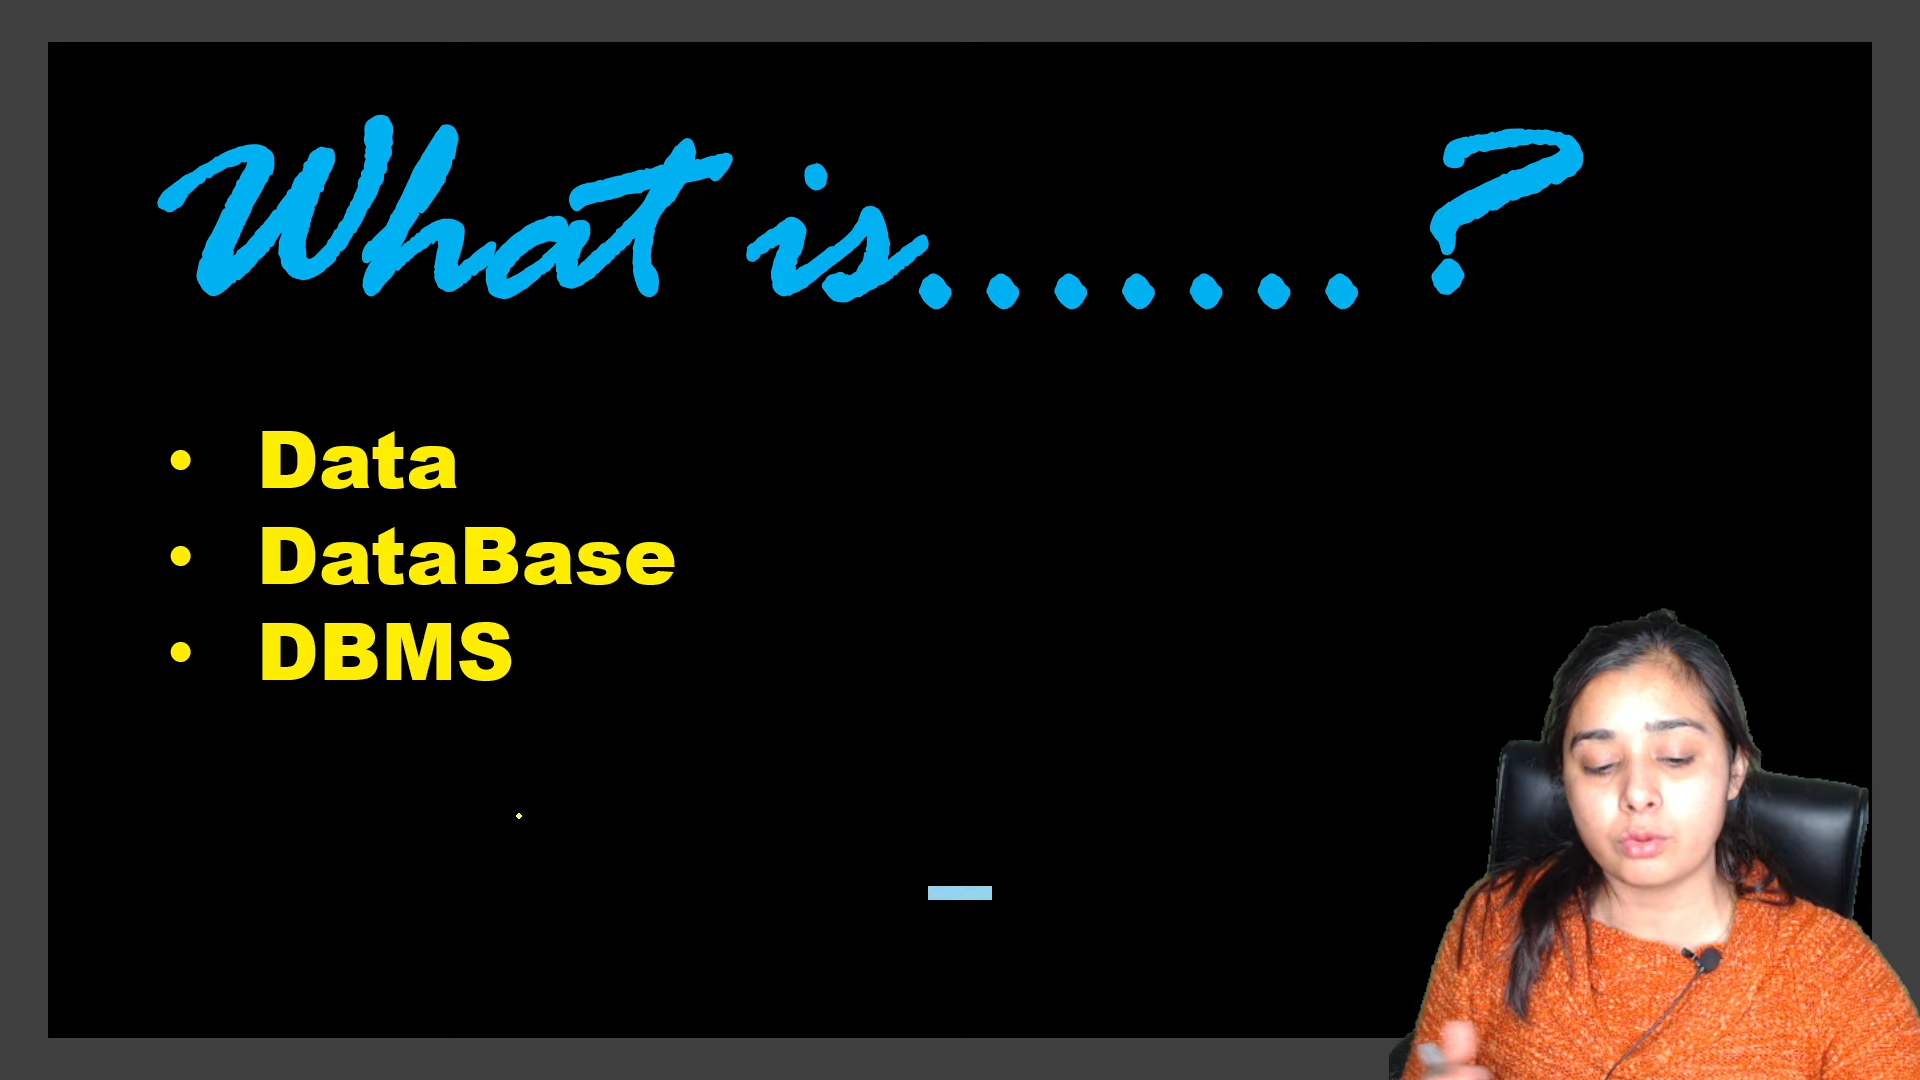 What is.......?
• Data
• DataBase
• DBMS